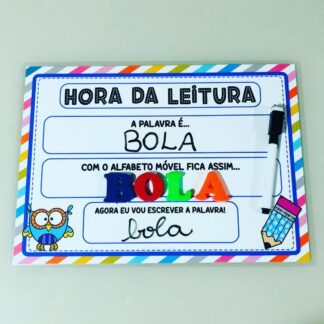 HORA DA LEITURA
A PALAVRA É...
BOLA
COM O ALFABETO MÓVEL FICA ASSIM...
BOLA
AGORA EU VOU ESCREVER A PALAVRA!
bola